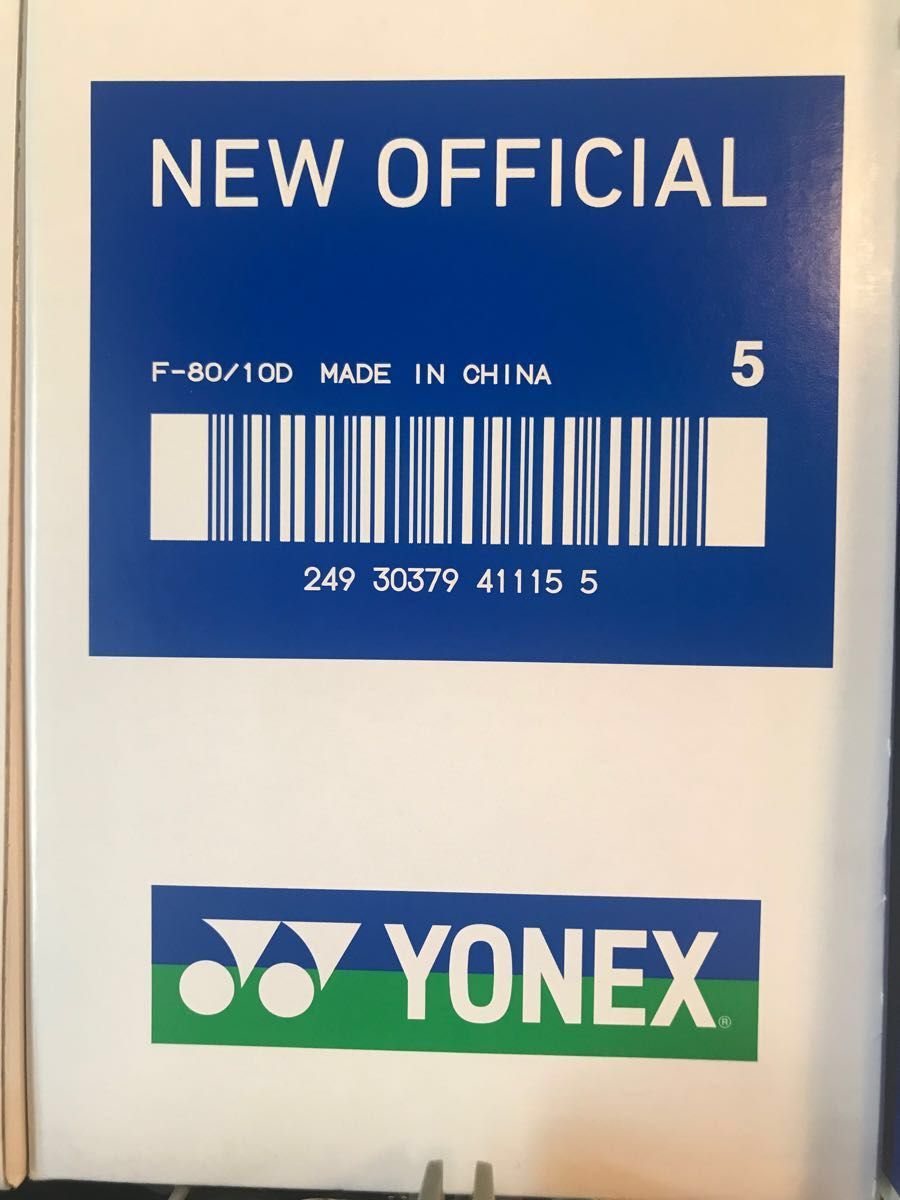 NEW OFFICIAL
F-80/10D MADE IN CHINA 5
249 30379 41115 5
YONEX®